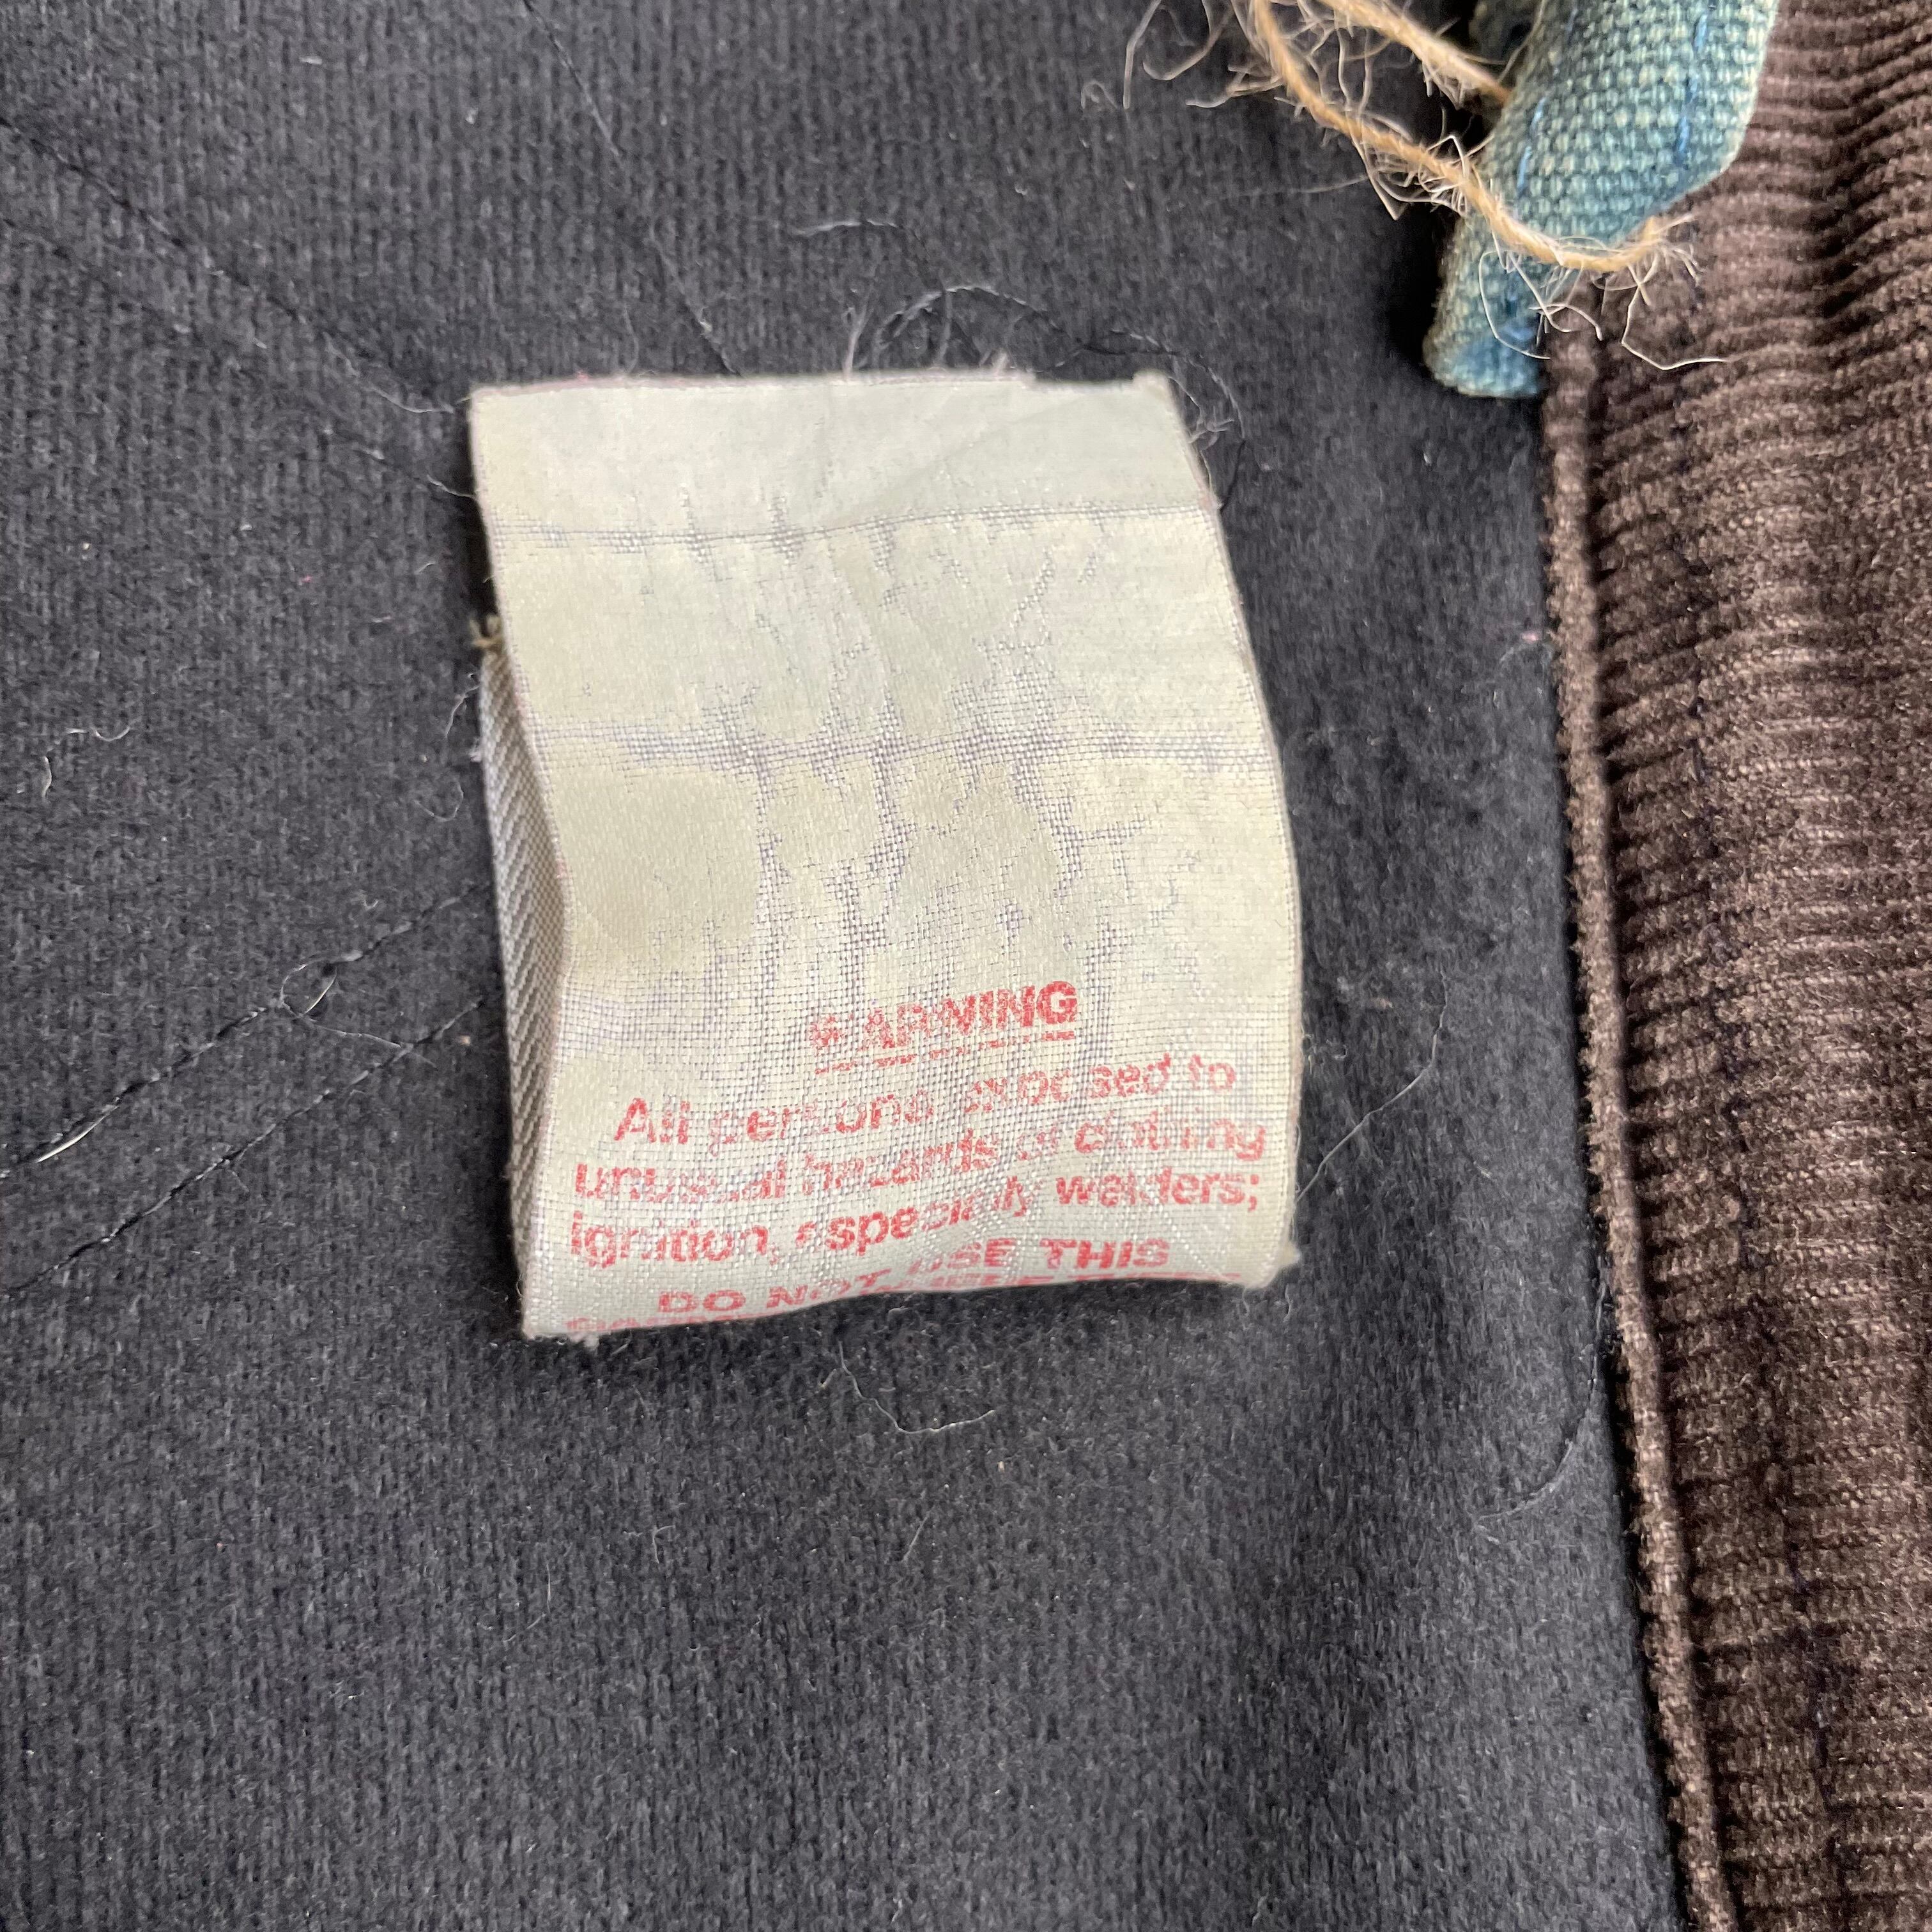 WARNING
All persons exposed to
unusual hazards of clothing
ignition, especially welders;
DO NOT USE THIS